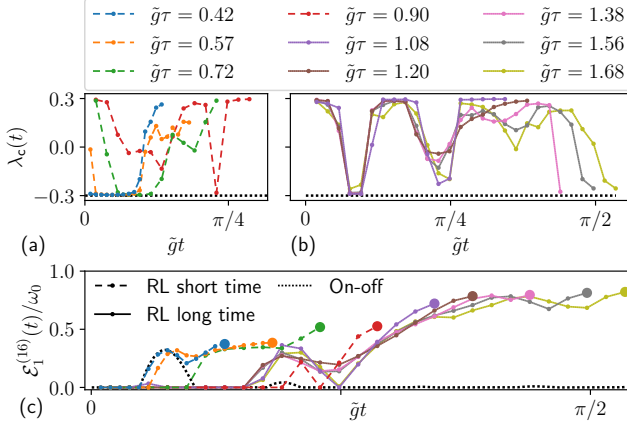 g̃τ = 0.42 g̃τ = 0.90 g̃τ = 1.38
g̃τ = 0.57 g̃τ = 1.08 g̃τ = 1.56
g̃τ = 0.72 g̃τ = 1.20 g̃τ = 1.68
λc(t)
0.3
0.0
−0.3
0 π/4
(a) g̃t
0 π/4 π/2
(b) g̃t
ℰ₁⁽¹⁶⁾(t)/ω₀
1.0
0.5
0.0
RL short time On-off
RL long time
0 π/2
(c) g̃t